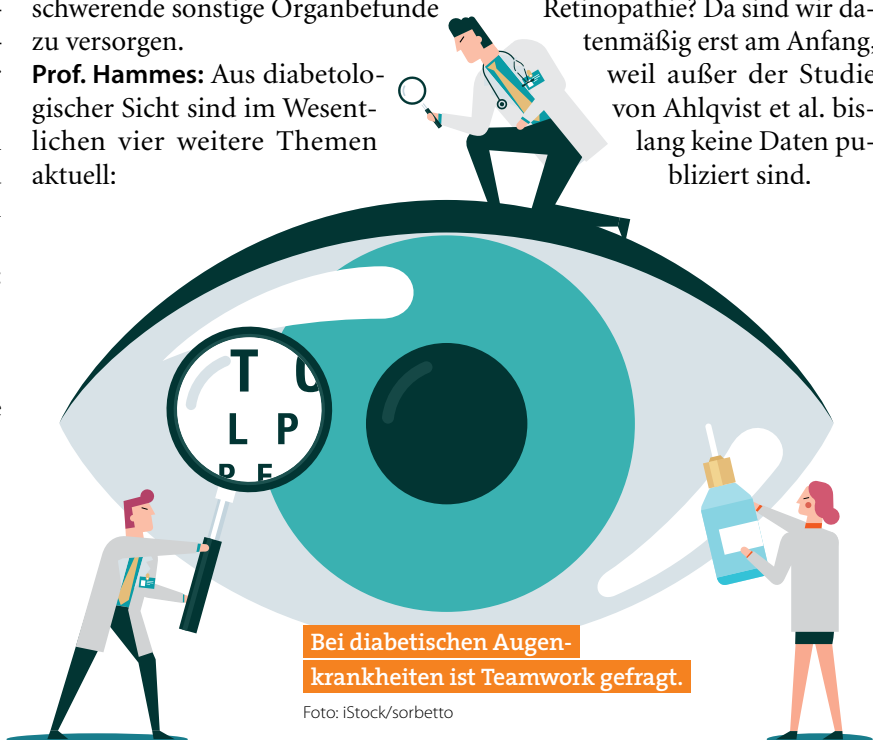 schwerende sonstige Organbefunde
zu versorgen.
Prof. Hammes: Aus diabetolo-
gischer Sicht sind im Wesent-
lichen vier weitere Themen
aktuell:
Retinopathie? Da sind wir da-
tenmäßig erst am Anfang,
weil außer der Studie
von Ahlqvist et al. bis-
lang keine Daten pu-
bliziert sind.
T
L P
Bei diabetischen Augen-
krankheiten ist Teamwork gefragt.
Foto: iStock/sorbetto